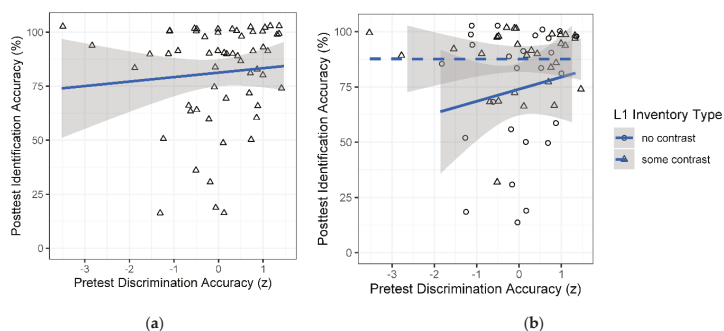 100
75
50
25
0
Posttest Identification Accuracy (%)
-3
-2
-1
0
1
Pretest Discrimination Accuracy (z)
(a)
100
75
50
25
0
Posttest Identification Accuracy (%)
-3
-2
-1
0
1
Pretest Discrimination Accuracy (z)
(b)
L1 Inventory Type
no contrast
some contrast